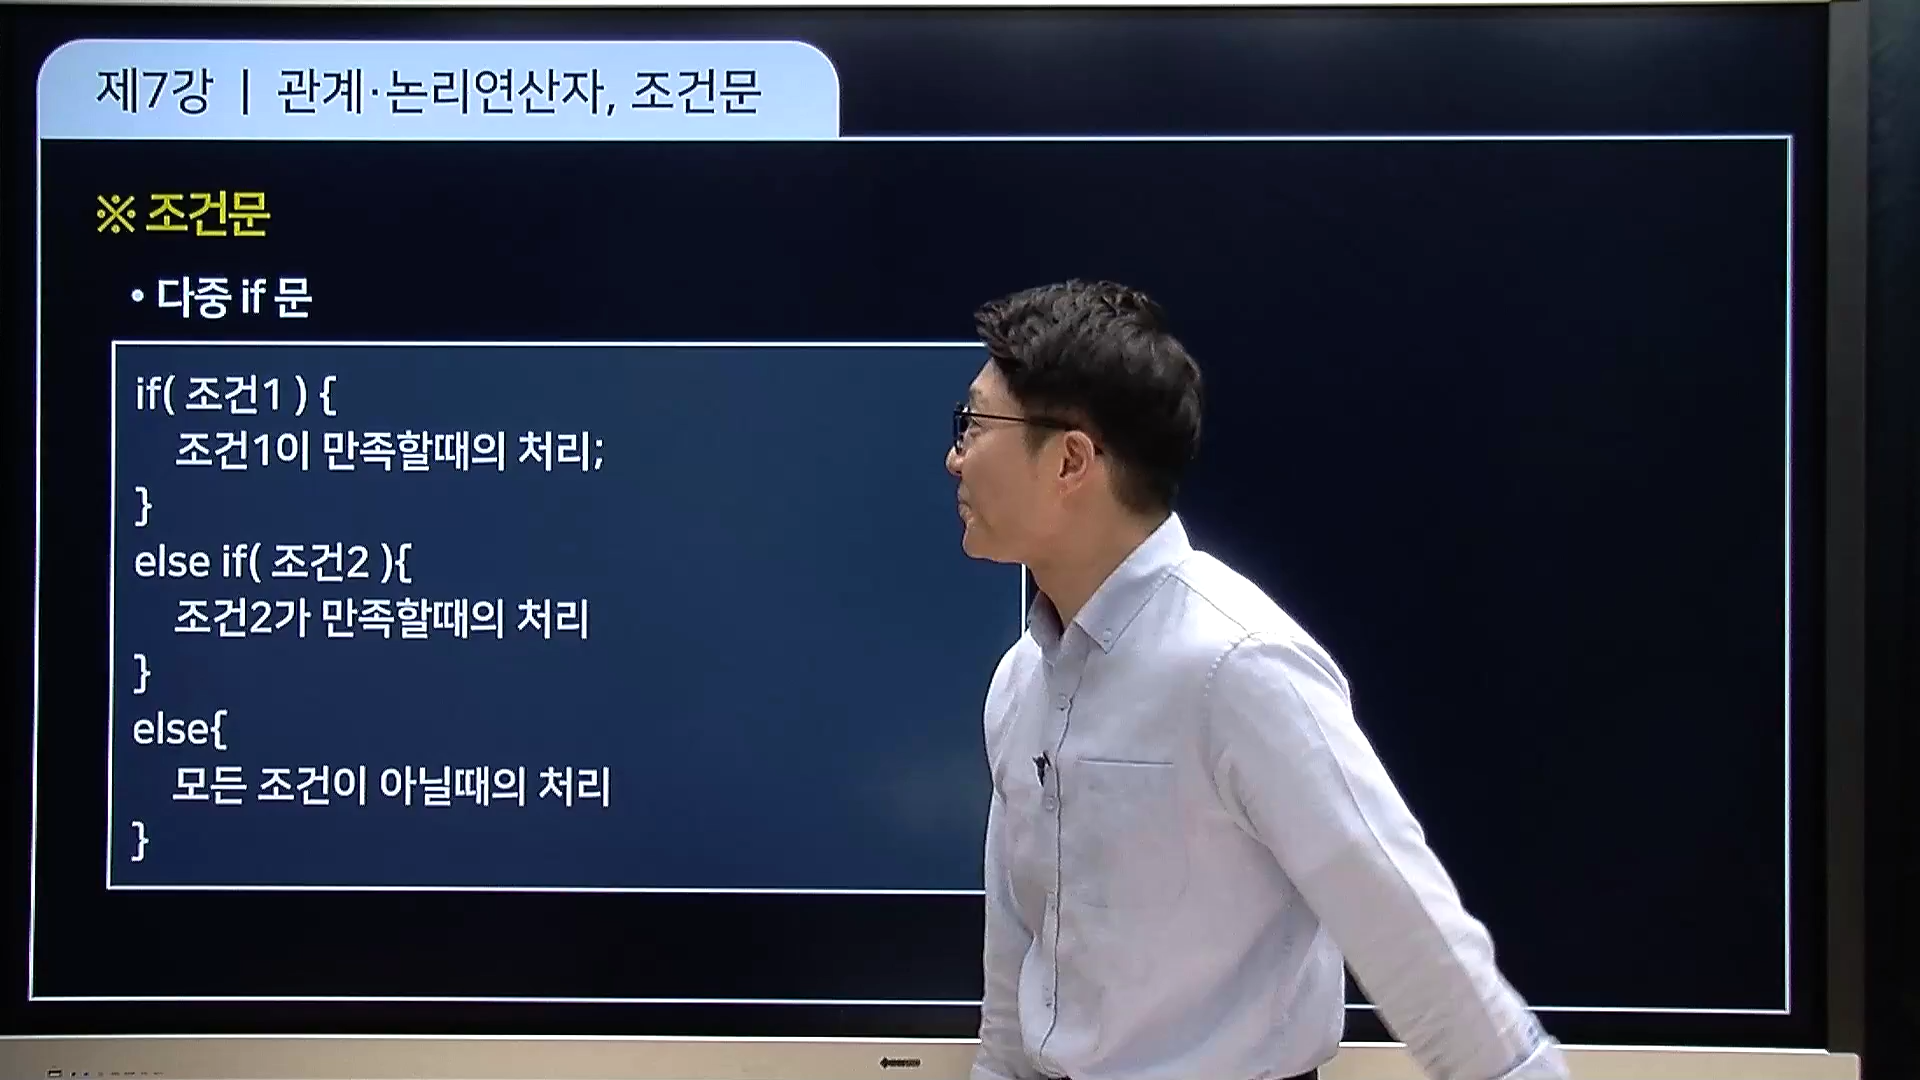 제7강 | 관계·논리연산자, 조건문
※ 조건문
• 다중 if 문
if( 조건1 ) {
조건1이 만족할때의 처리;
}
else if( 조건2 ){
조건2가 만족할때의 처리
}
else{
모든 조건이 아닐때의 처리
}